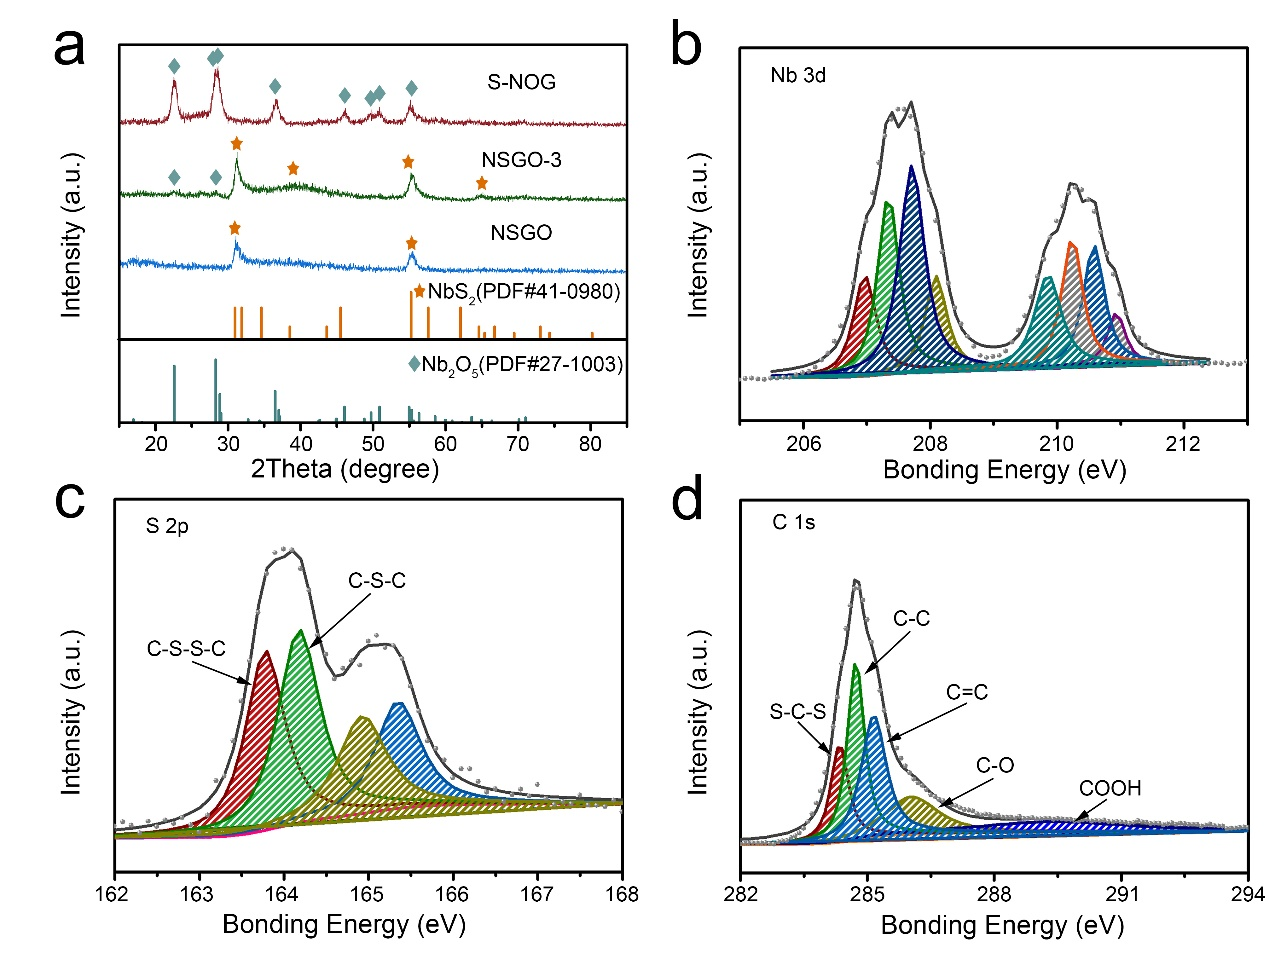 a
S-NOG
NSGO-3
NSGO
NbS2(PDF#41-0980)
Nb2O5(PDF#27-1003)
Intensity (a.u.)
20 30 40 50 60 70 80
2Theta (degree)
b
Nb 3d
Intensity (a.u.)
206 208 210 212
Bonding Energy (eV)
c
S 2p
C-S-C
C-S-S-C
Intensity (a.u.)
162 163 164 165 166 167 168
Bonding Energy (eV)
d
C 1s
C-C
C=C
S-C-S
C-O
COOH
Intensity (a.u.)
282 285 288 291 294
Bonding Energy (eV)